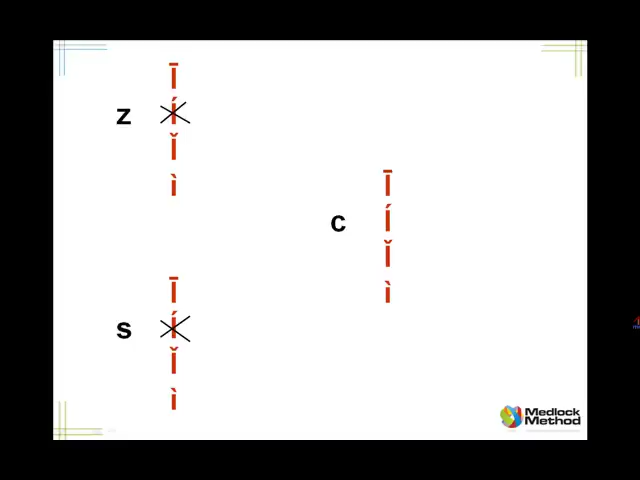 z
ī
í
ǐ
ì
c
ī
í
ǐ
ì
s
ī
í
ǐ
ì
Medlock
Method